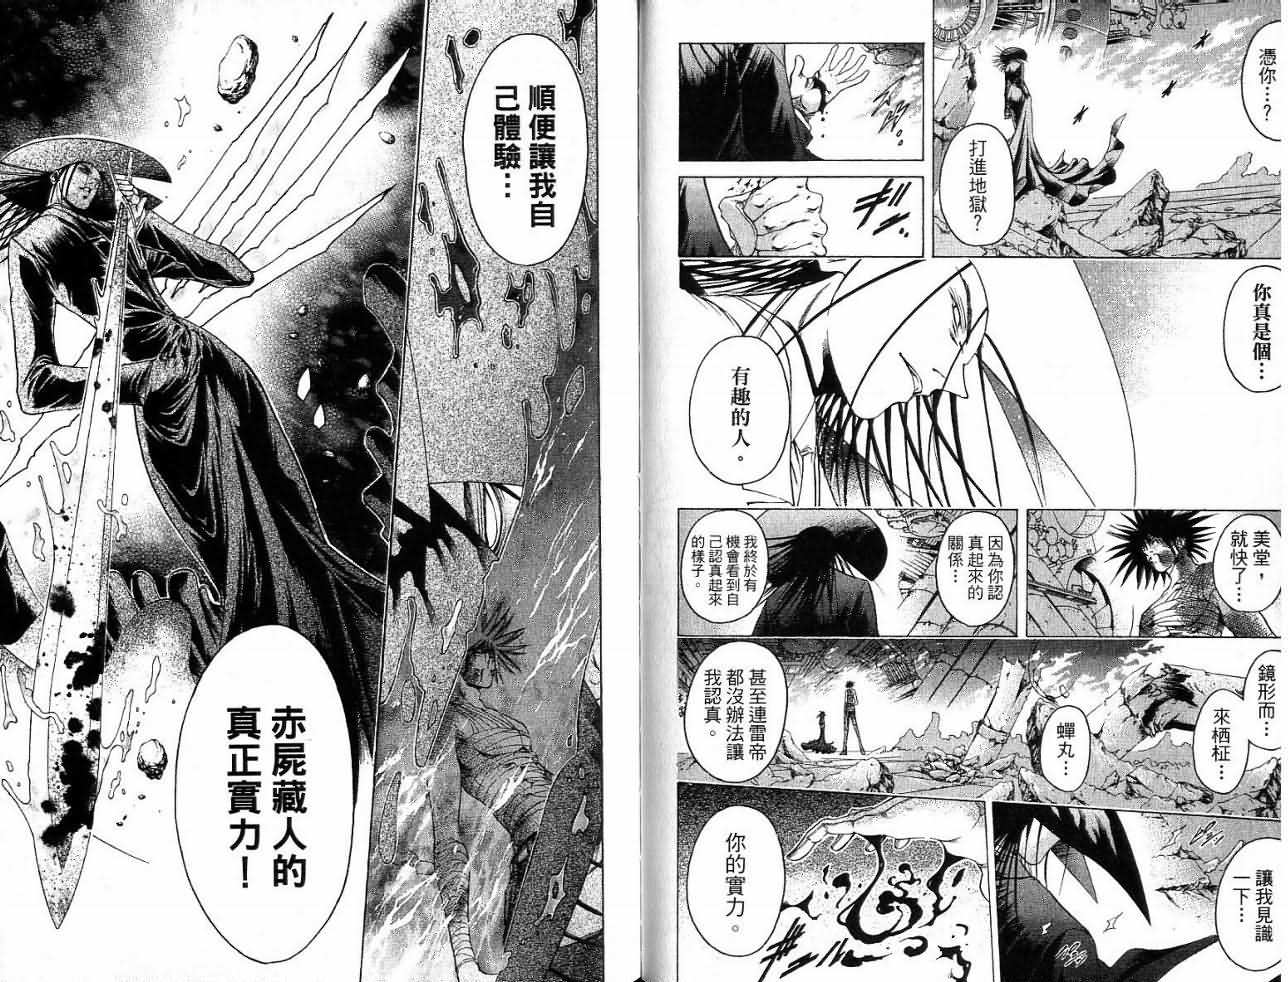 憑你…？
打進地獄？
你真是個…
有趣的人。
美堂，
就快了…
因為你認
真起來的
關係…
我終於有
機會看到自
己認真起來
的樣子。
鏡形而…
來栖柾…
蟬丸…
甚至連雷帝
都沒辦法讓
我認真。
讓我見識
一下…
你的實力。
順便讓我自
己體驗…
赤屍藏人的
真正實力！